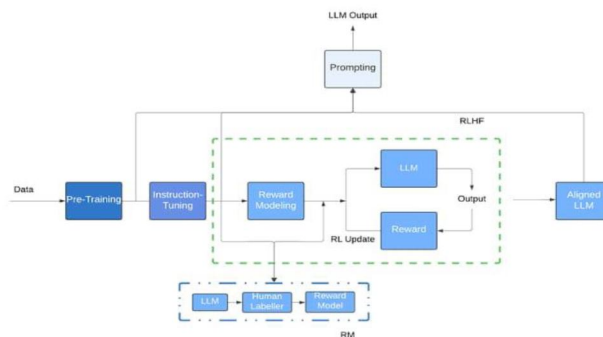 LLM Output
Prompting
RLHF
Data
Pre-Training
Instruction-
Tuning
Reward
Modeling
LLM
Output
Reward
RL Update
Aligned
LLM
LLM
Human
Labeller
Reward
Model
RM